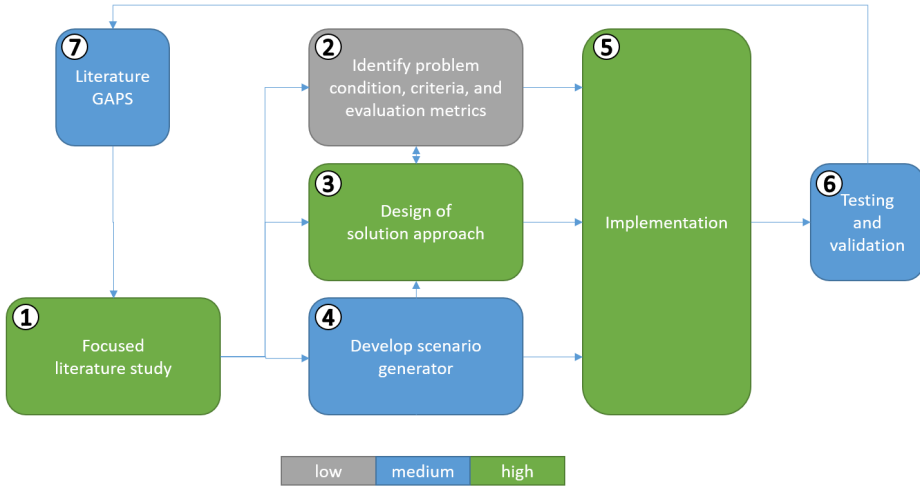 1
Focused
literature study
2
Identify problem
condition, criteria, and
evaluation metrics
3
Design of
solution approach
4
Develop scenario
generator
5
Implementation
6
Testing
and
validation
7
Literature
GAPS
low medium high